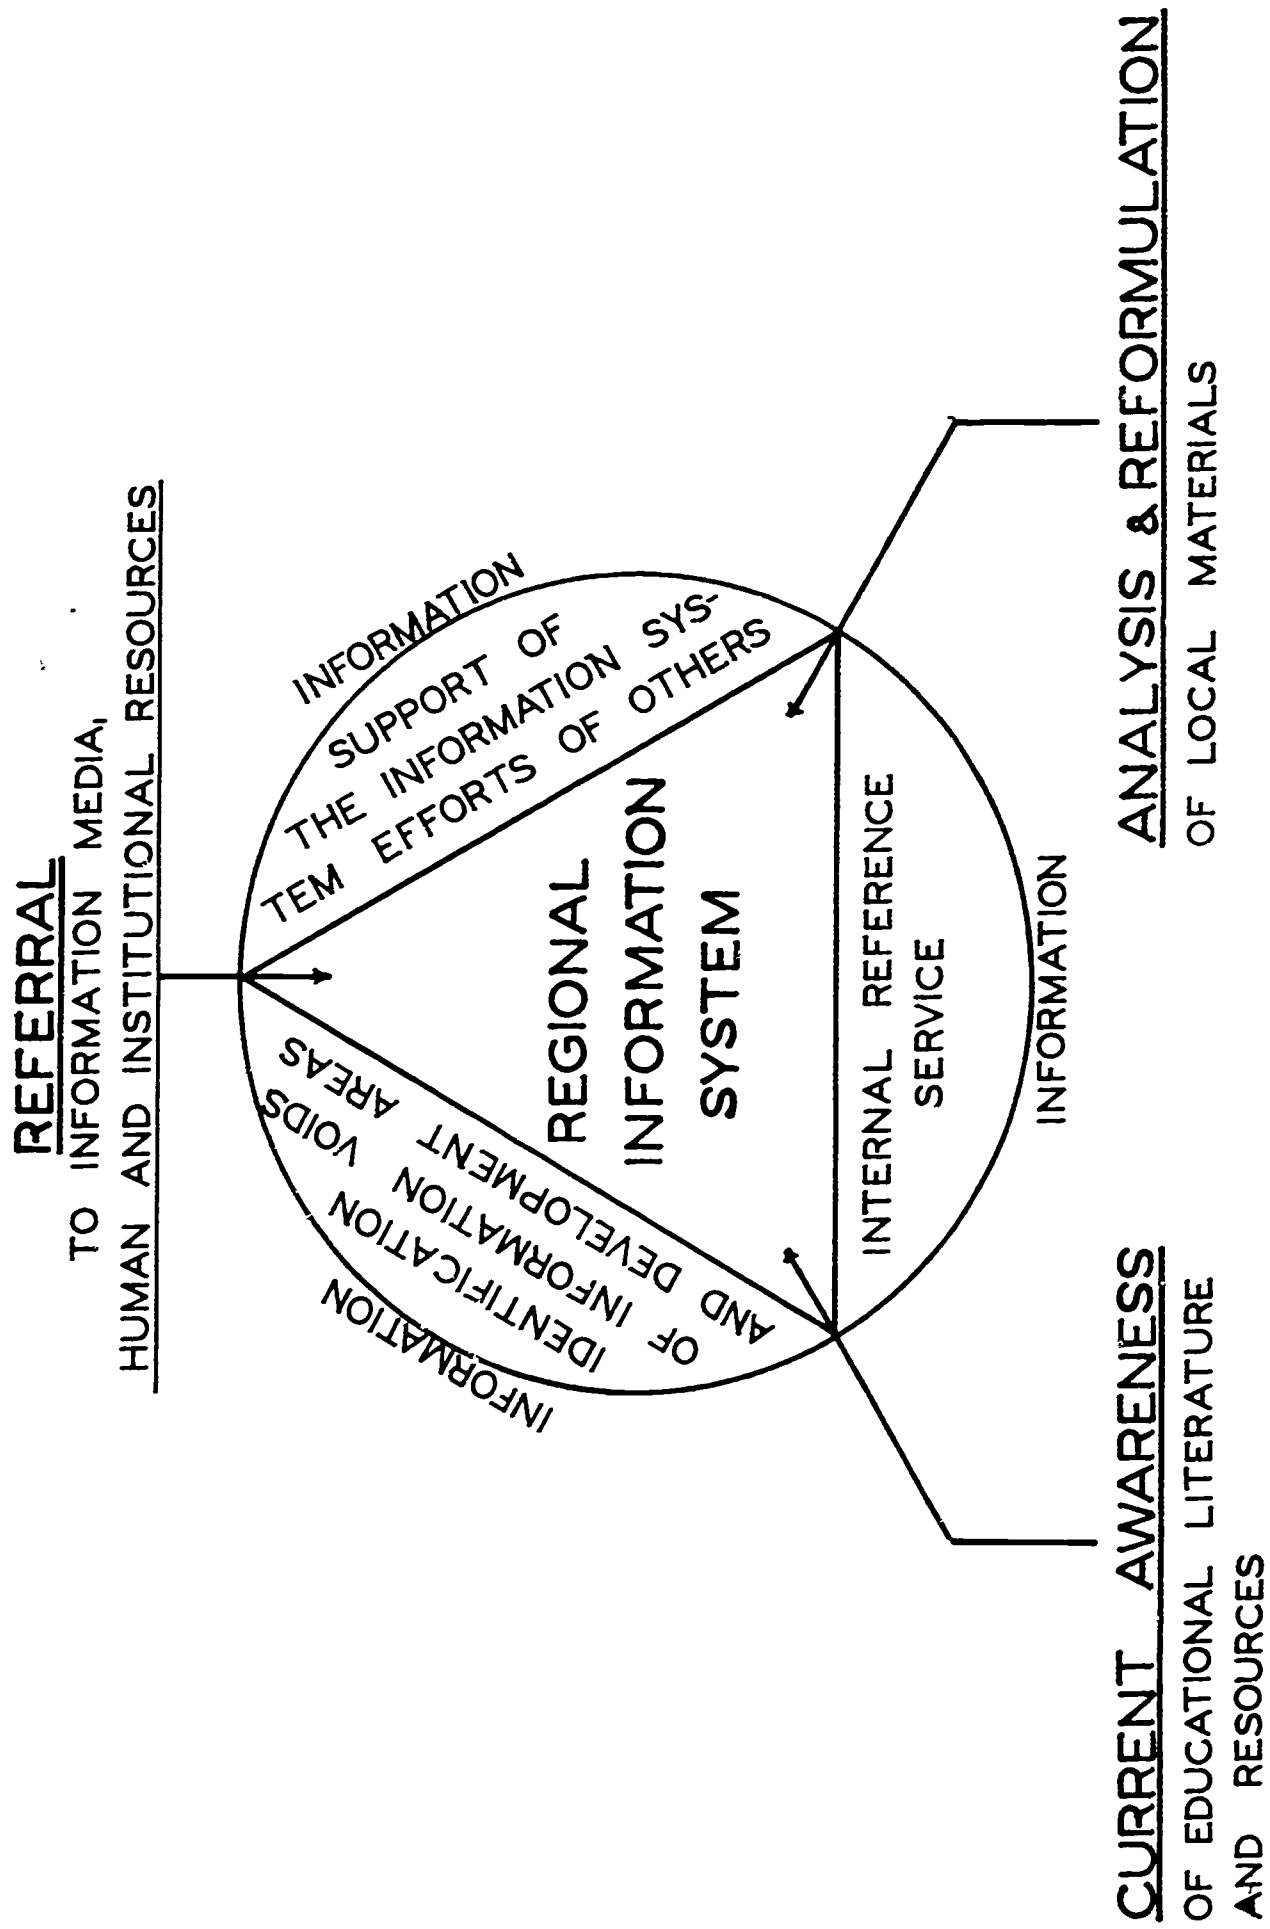 REFERRAL
TO INFORMATION MEDIA,
HUMAN AND INSTITUTIONAL RESOURCES
INFORMATION
IDENTIFICATION
OF INFORMATION VOIDS
AND DEVELOPMENT AREAS
INFORMATION
SUPPORT OF
THE INFORMATION SYS-
TEM EFFORTS OF OTHERS
REGIONAL
INFORMATION
SYSTEM
INTERNAL REFERENCE
SERVICE
INFORMATION
CURRENT AWARENESS
OF EDUCATIONAL LITERATURE
AND RESOURCES
ANALYSIS & REFORMULATION
OF LOCAL MATERIALS